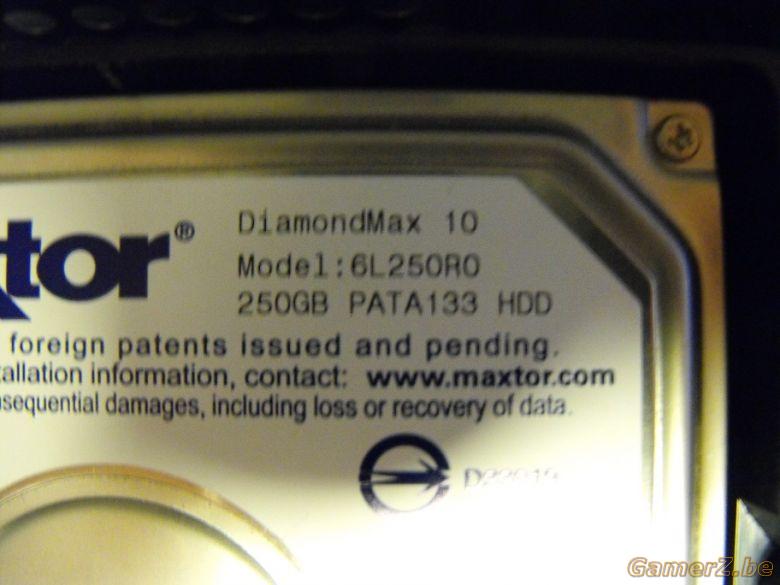 xtor®
DiamondMax 10
Model:6L250R0
250GB PATA133 HDD
foreign patents issued and pending.
tallation information, contact: www.maxtor.com
nsequential damages, including loss or recovery of data.
GamerZ.be